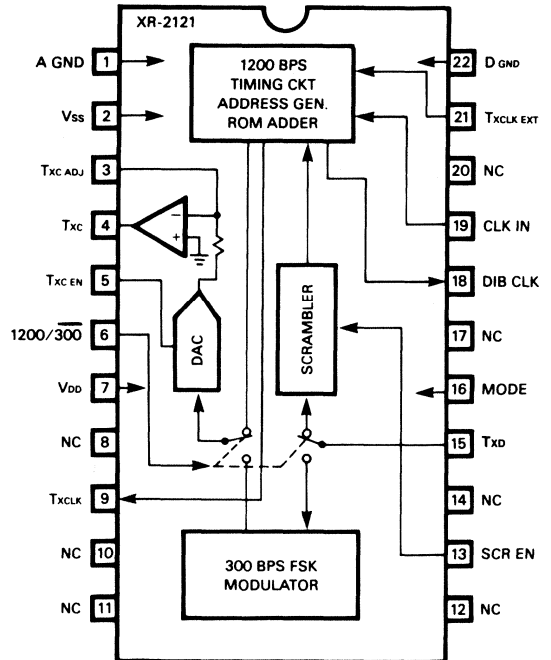 XR-2121
A GND 1
VSS 2
TXC ADJ 3
TXC 4
TXC EN 5
1200/300 6
VDD 7
NC 8
TXCLK 9
NC 10
NC 11
1200 BPS
TIMING CKT
ADDRESS GEN.
ROM ADDER
−
+
DAC
SCRAMBLER
300 BPS FSK
MODULATOR
22 D GND
21 TXCLK EXT
20 NC
19 CLK IN
18 DIB CLK
17 NC
16 MODE
15 TXD
14 NC
13 SCR EN
12 NC